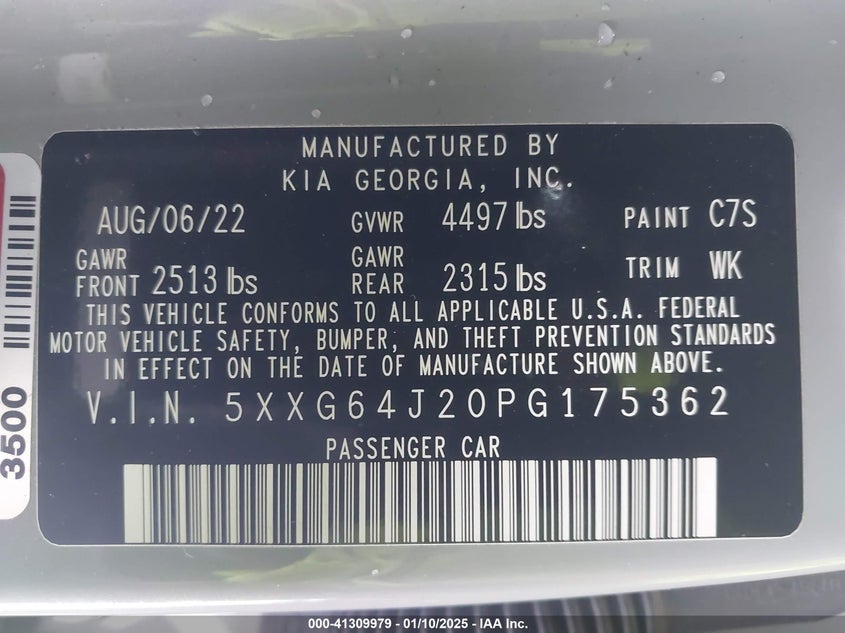 MANUFACTURED BY
KIA GEORGIA, INC.
AUG/06/22 GVWR 4497 lbs PAINT C7S
GAWR FRONT 2513 lbs GAWR REAR 2315 lbs TRIM WK
THIS VEHICLE CONFORMS TO ALL APPLICABLE U.S.A. FEDERAL
MOTOR VEHICLE SAFETY, BUMPER, AND THEFT PREVENTION STANDARDS
IN EFFECT ON THE DATE OF MANUFACTURE SHOWN ABOVE.
V.I.N. 5XXG64J20PG175362
PASSENGER CAR
3500
000-41309979 - 01/10/2025 - IAA Inc.